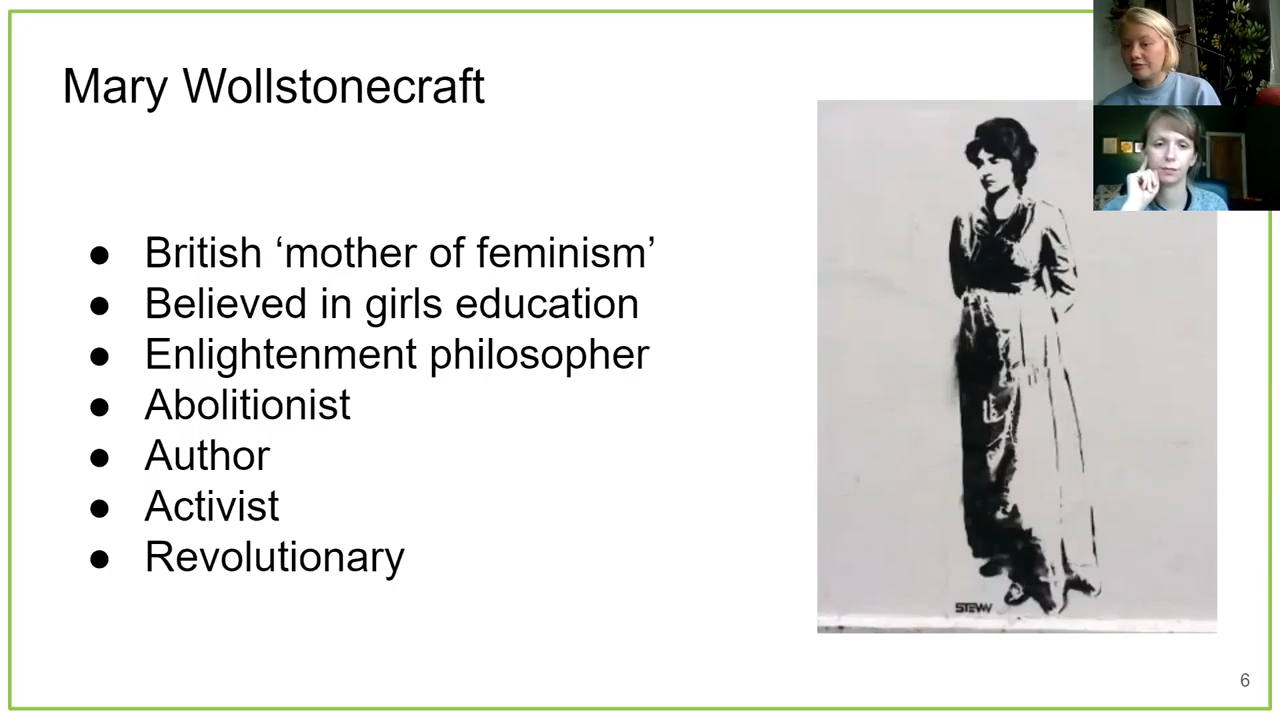 Mary Wollstonecraft
● British ‘mother of feminism’
● Believed in girls education
● Enlightenment philosopher
● Abolitionist
● Author
● Activist
● Revolutionary
STEWY
6